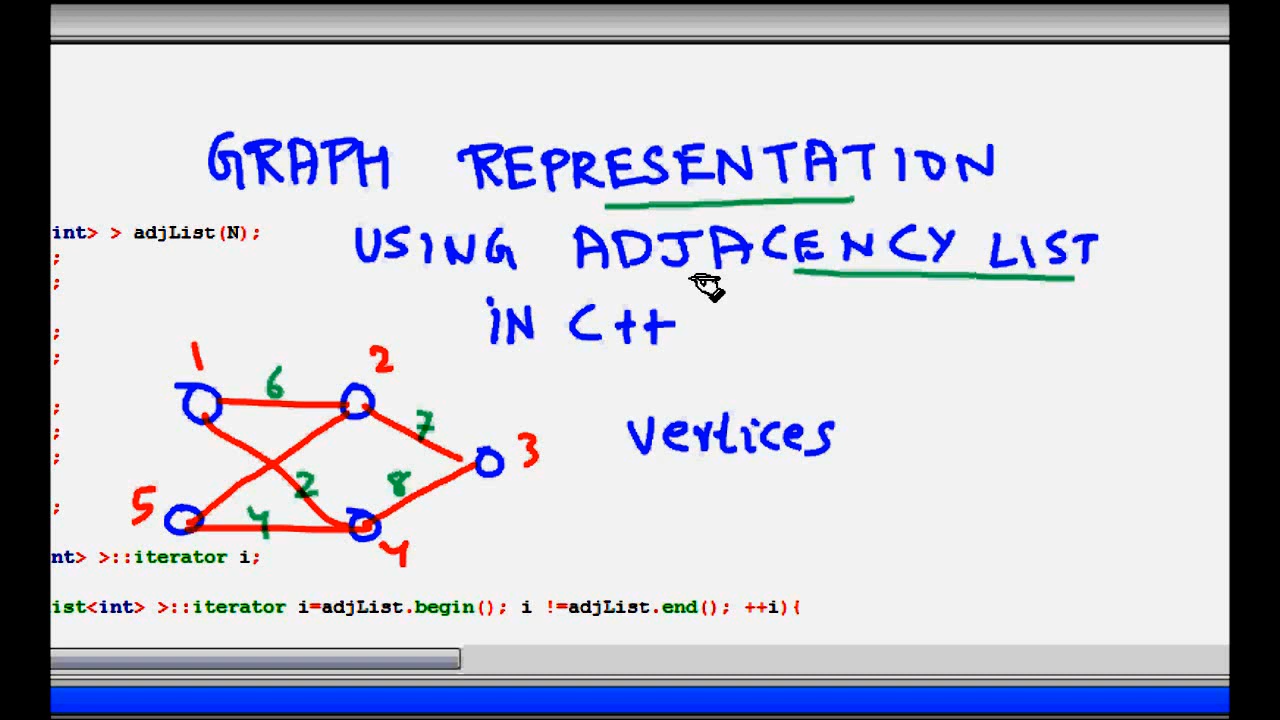 GRAPH REPRESENTATION
int> > adjList(N);
USING ADJACENCY LIST
;
;
IN C++
;
;
1
2
6
;
7
;
vertices
3
;
2
8
5
;
4
4
nt> >::iterator i;
ist<int> >::iterator i=adjList.begin(); i !=adjList.end(); ++i){